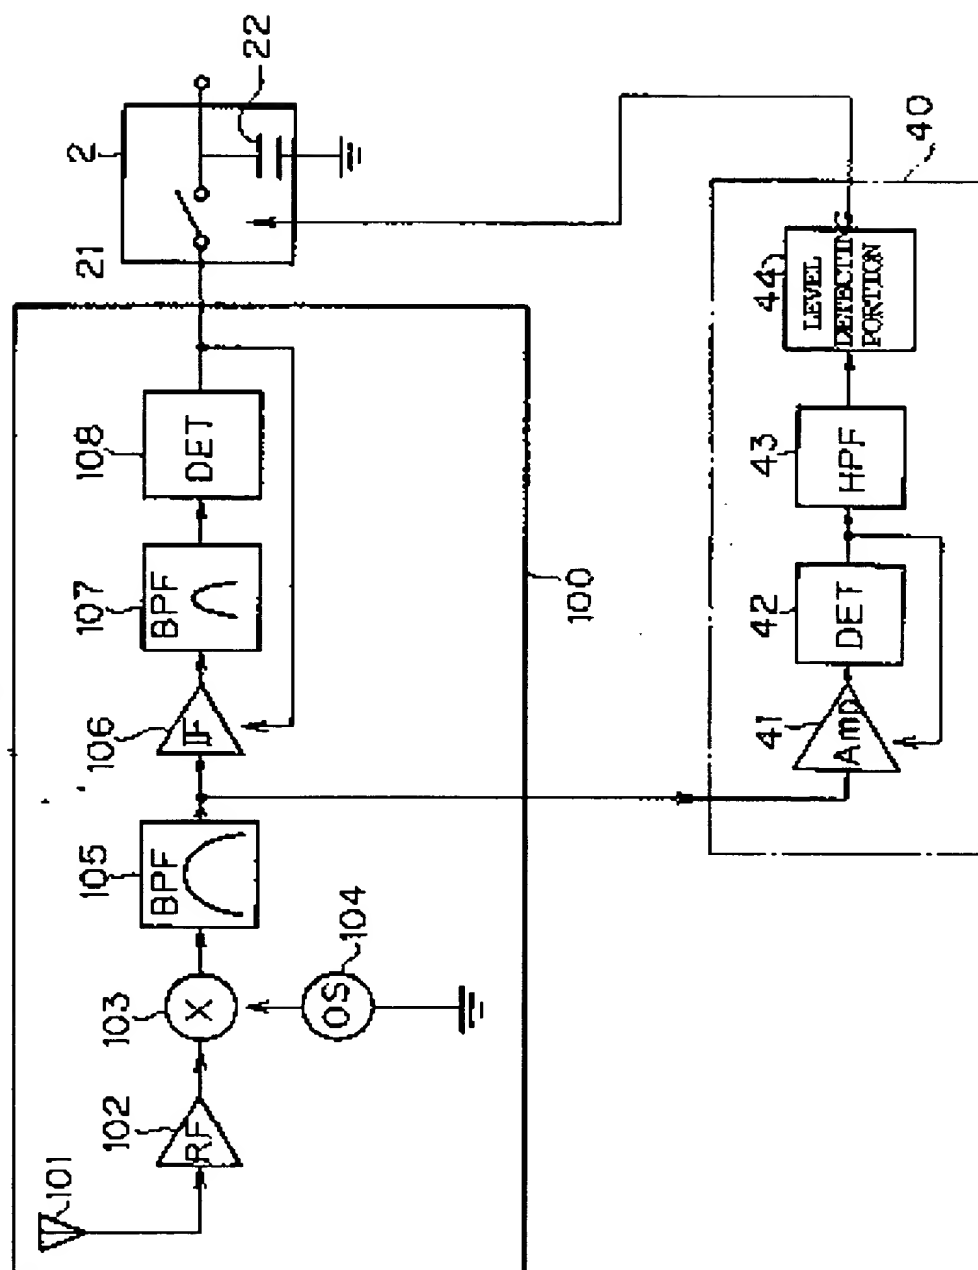 101
102
RF
103
X
104
OS
105
BPF
106
IF
107
BPF
108
DET
100
21
2
22
41
Amp
42
DET
43
HPF
44
LEVEL
DETECTING
PORTION
40